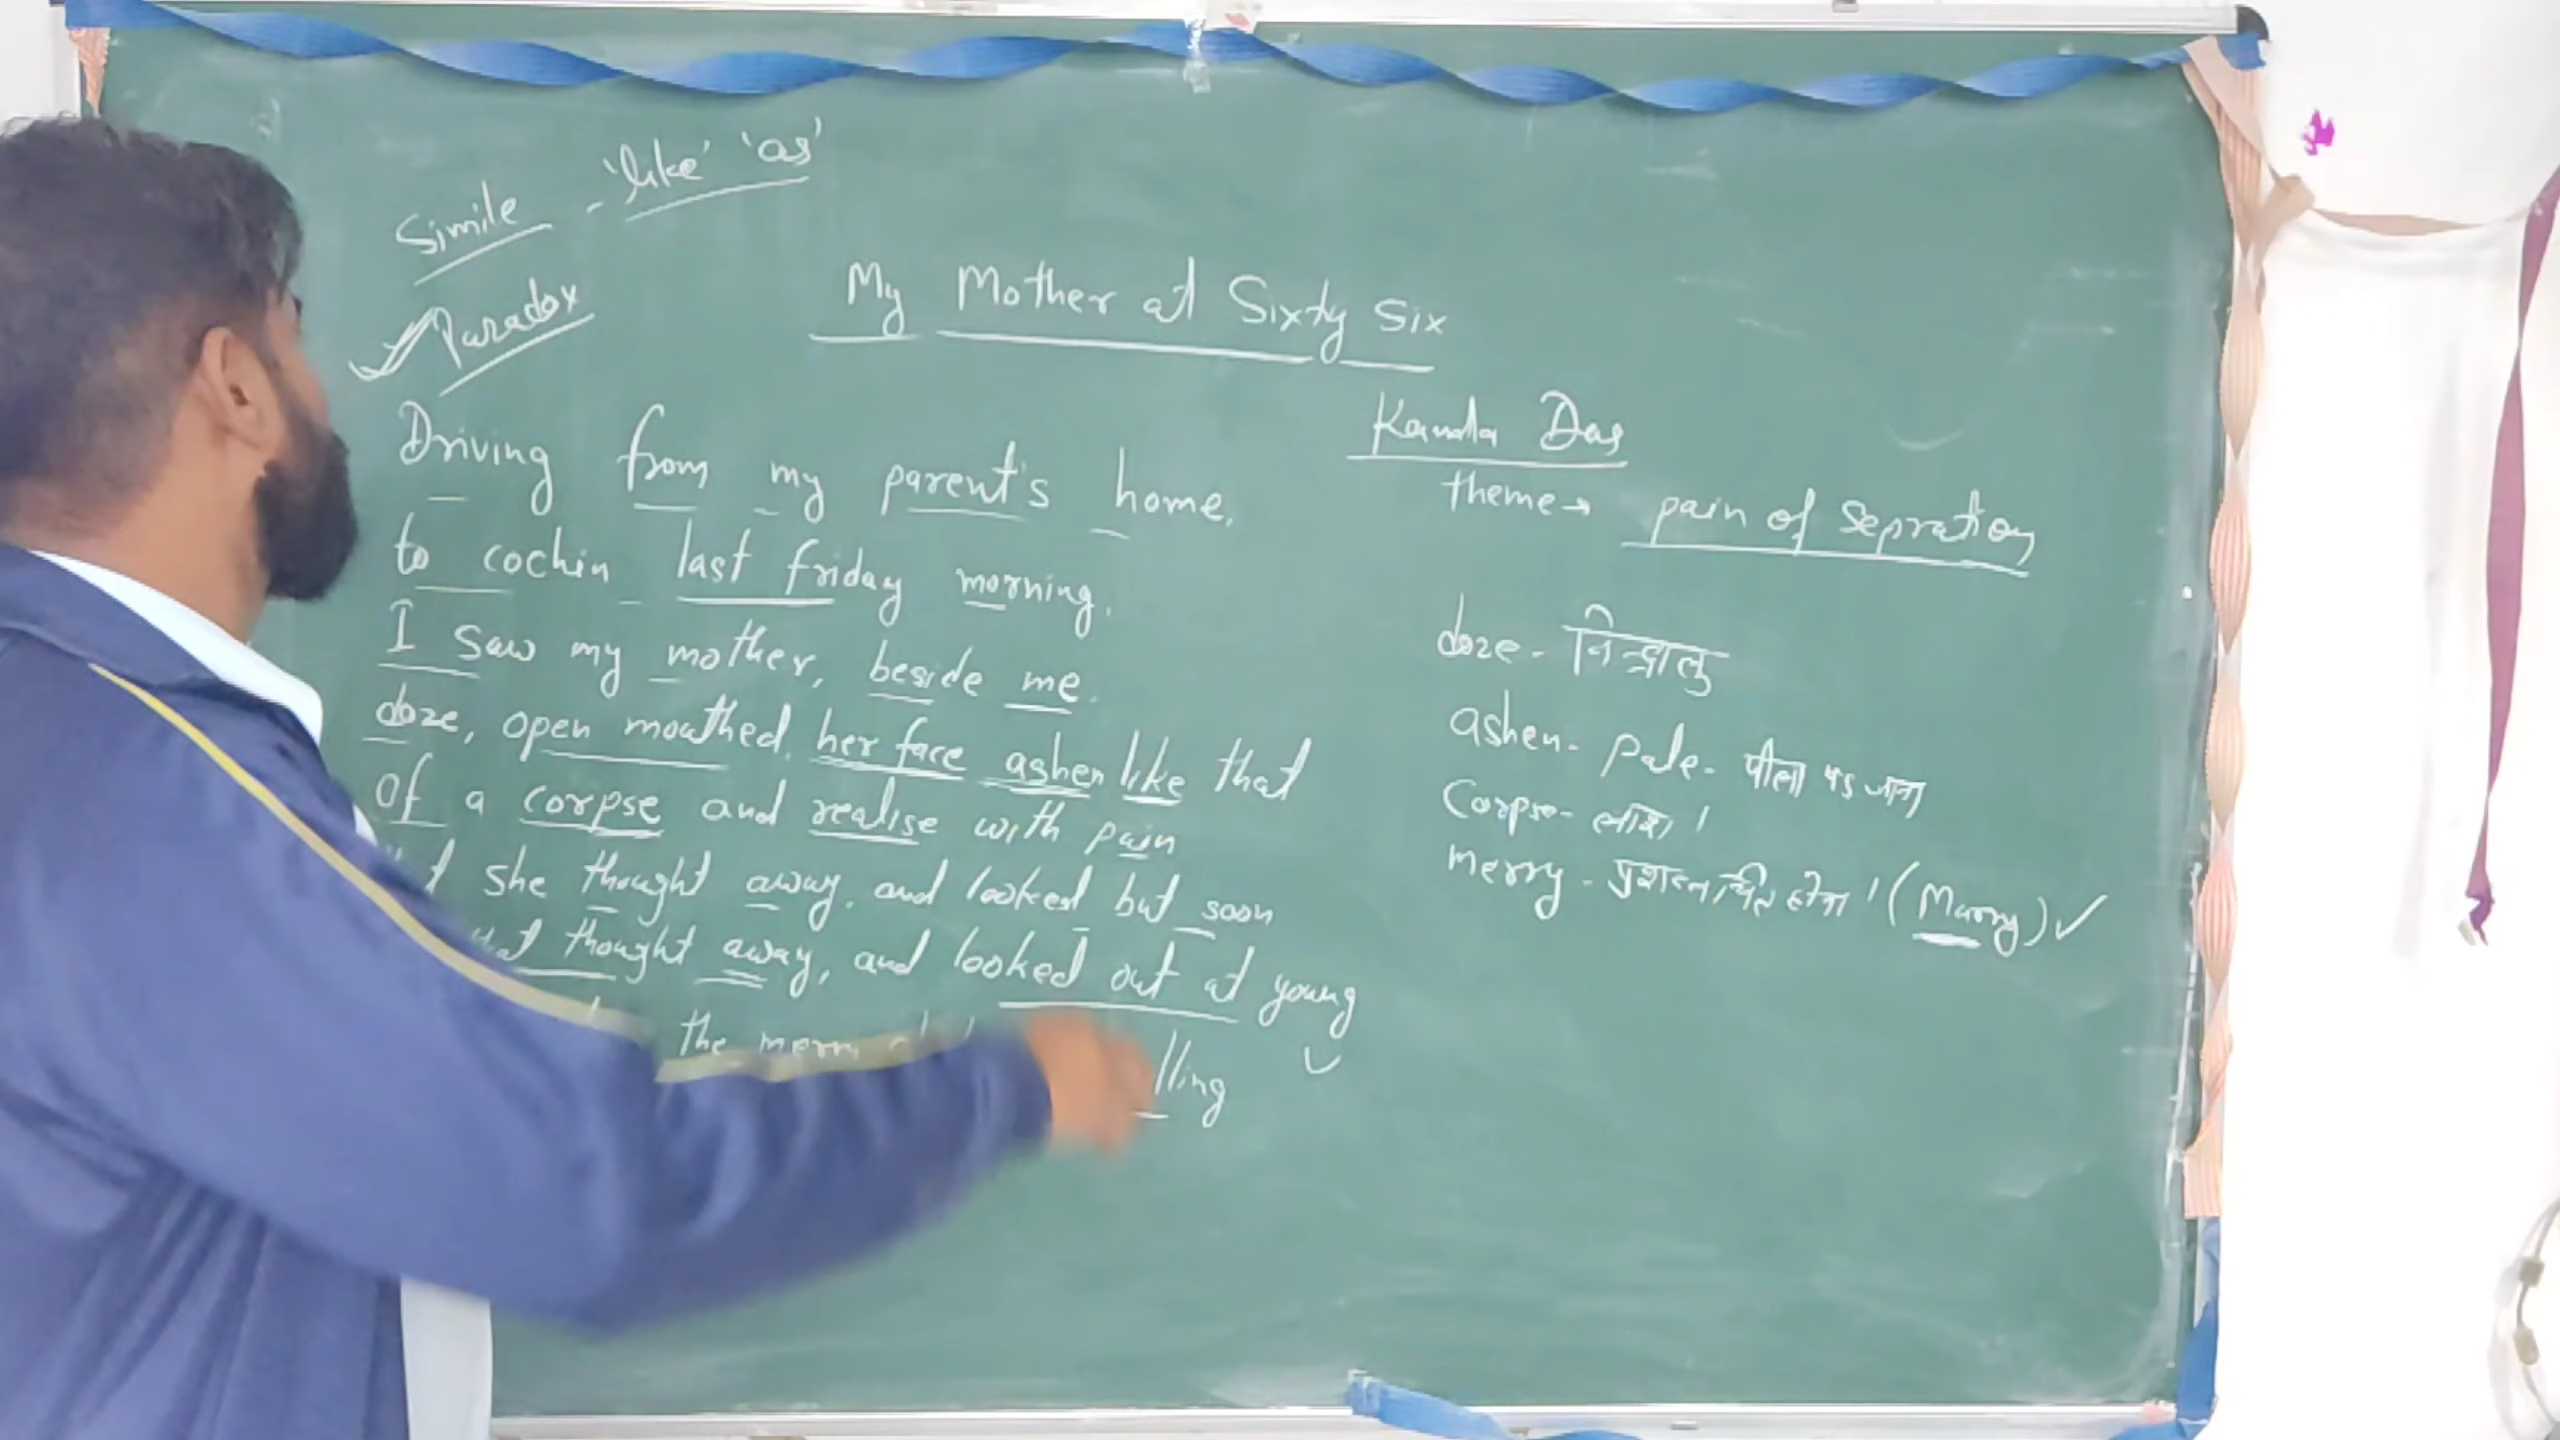 Simile - 'like' 'as'
Paradox
My Mother at Sixty Six
Kamala Das
theme → pain of Sepration
Driving from my parent's home,
to cochin last friday morning,
I saw my mother, beside me.
doze, open mouthed, her face ashen like that
of a corpse and realise with pain
she thought away, and looked but soon
thought away, and looked out at young
the merry lling
doze - निन्द्रालु
ashen - pale - पीला पड़ जाना
Corpse - लाश।
merry - (Marry) ✓